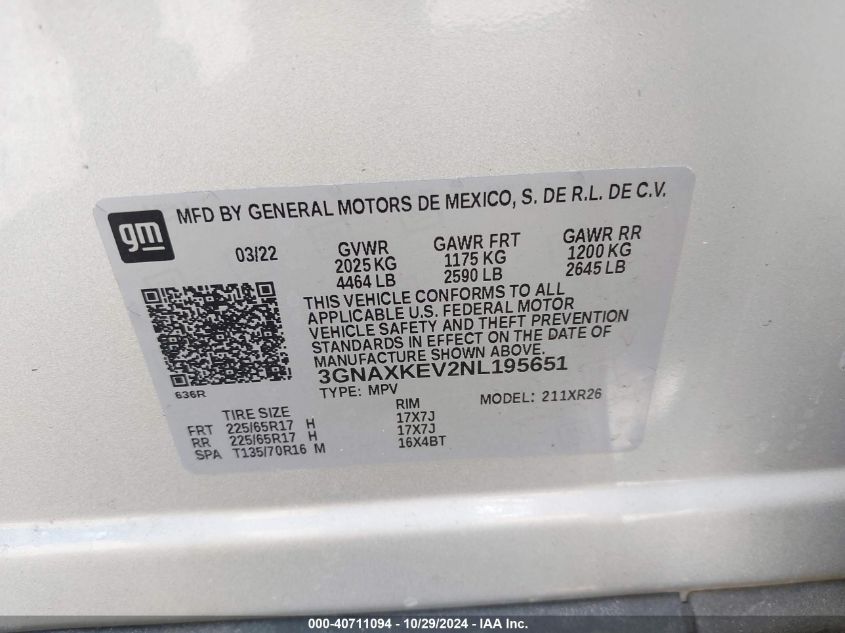 gm
MFD BY GENERAL MOTORS DE MEXICO, S. DE R.L. DE C.V.
03/22 GVWR GAWR FRT GAWR RR
2025 KG 1175 KG 1200 KG
4464 LB 2590 LB 2645 LB
THIS VEHICLE CONFORMS TO ALL
APPLICABLE U.S. FEDERAL MOTOR
VEHICLE SAFETY AND THEFT PREVENTION
STANDARDS IN EFFECT ON THE DATE OF
MANUFACTURE SHOWN ABOVE.
3GNAXKEV2NL195651
636R
TYPE: MPV MODEL: 211XR26
TIRE SIZE RIM
FRT 225/65R17 H 17X7J
RR 225/65R17 H 17X7J
SPA T135/70R16 M 16X4BT
000-40711094 - 10/29/2024 - IAA Inc.